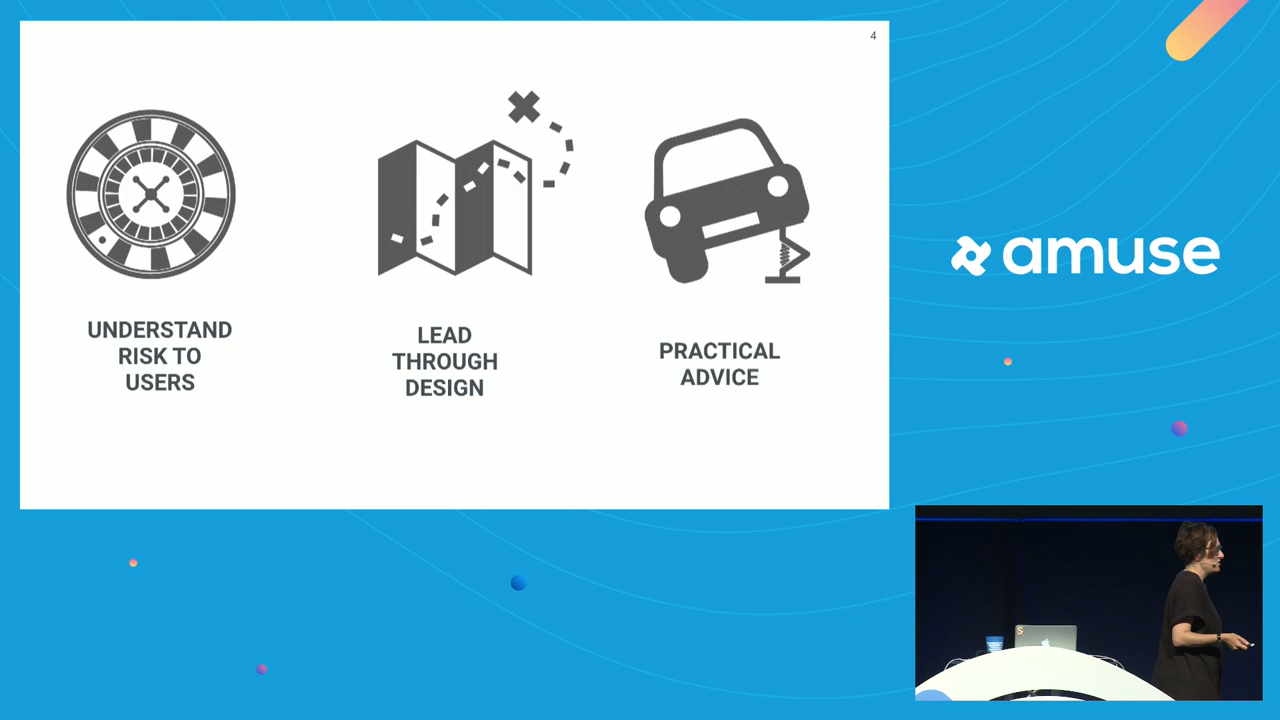 4
UNDERSTAND
RISK TO
USERS
LEAD
THROUGH
DESIGN
PRACTICAL
ADVICE
amuse
S